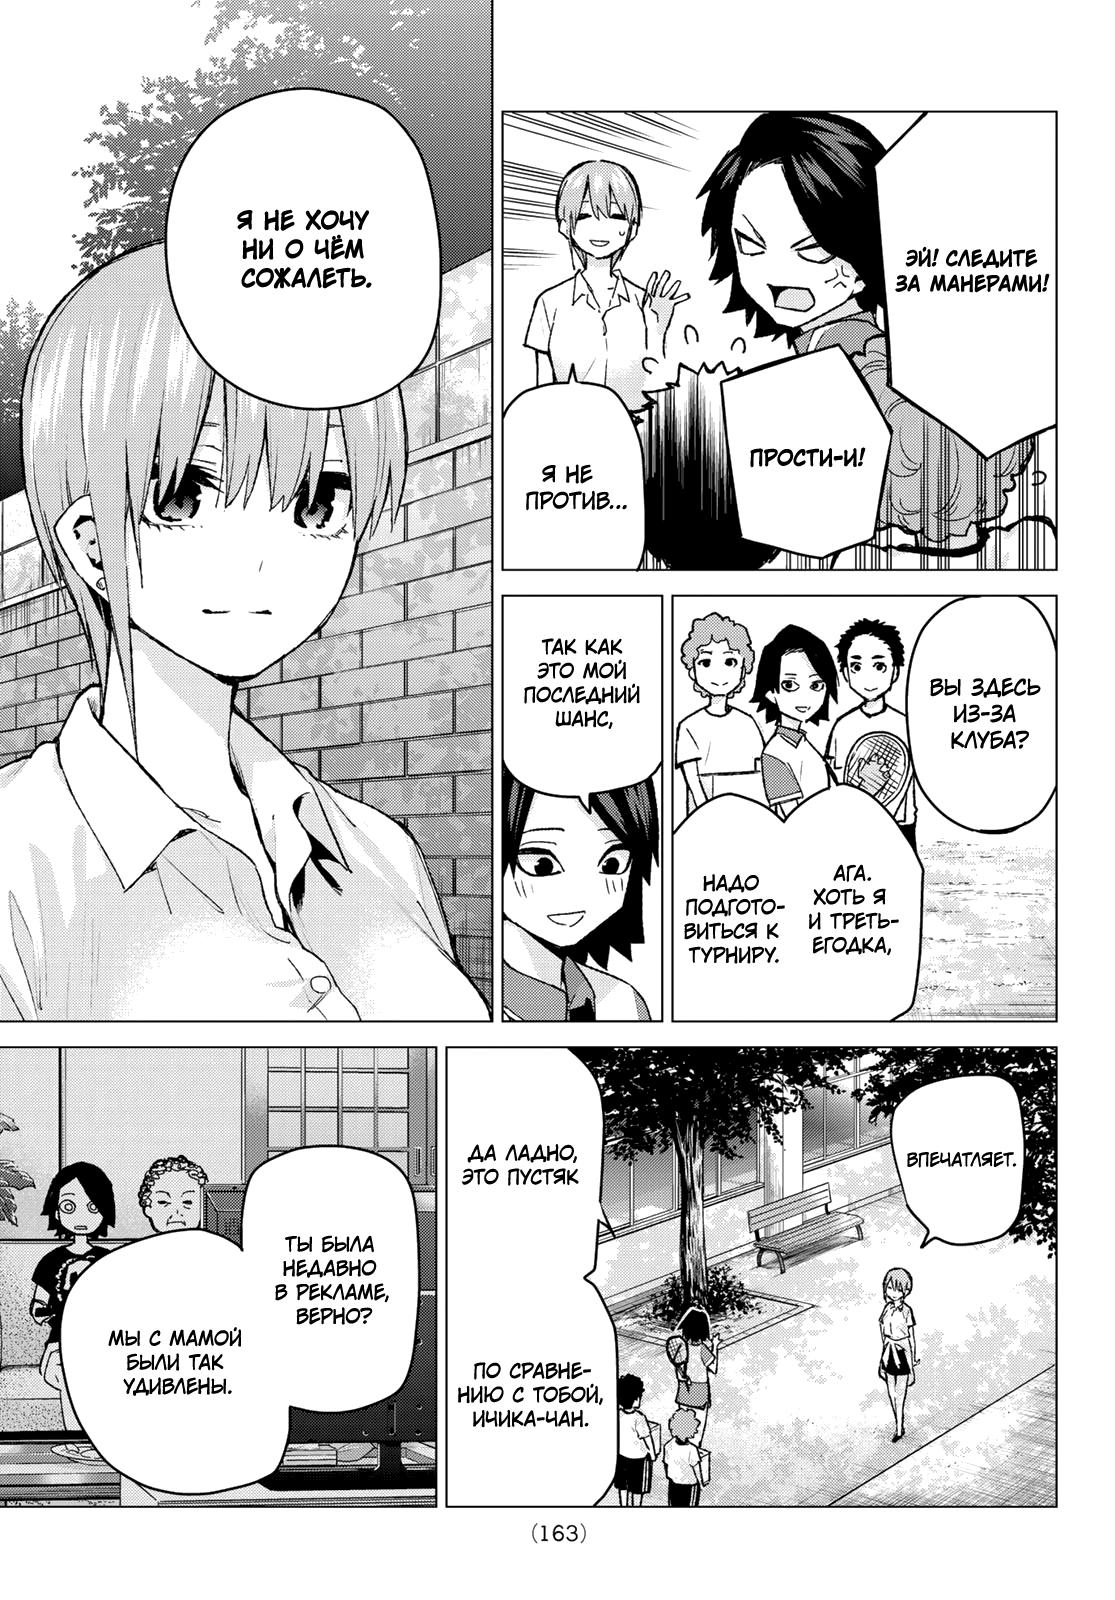 ЭЙ! СЛЕДИТЕ
ЗА МАНЕРАМИ!
ПРОСТИ-И!
Я НЕ
ПРОТИВ...
ВЫ ЗДЕСЬ
ИЗ-ЗА
КЛУБА?
АГА.
ХОТЬ Я
И ТРЕТЬ-
ЕГОДКА,
НАДО
ПОДГОТО-
ВИТЬСЯ К
ТУРНИРУ.
ТАК КАК
ЭТО МОЙ
ПОСЛЕДНИЙ
ШАНС,
Я НЕ ХОЧУ
НИ О ЧЁМ
СОЖАЛЕТЬ.
ВПЕЧАТЛЯЕТ.
ДА ЛАДНО,
ЭТО ПУСТЯК
ПО СРАВНЕ-
НИЮ С ТОБОЙ,
ИЧИКА-ЧАН.
ТЫ БЫЛА
НЕДАВНО
В РЕКЛАМЕ,
ВЕРНО?
МЫ С МАМОЙ
БЫЛИ ТАК
УДИВЛЕНЫ.
(163)